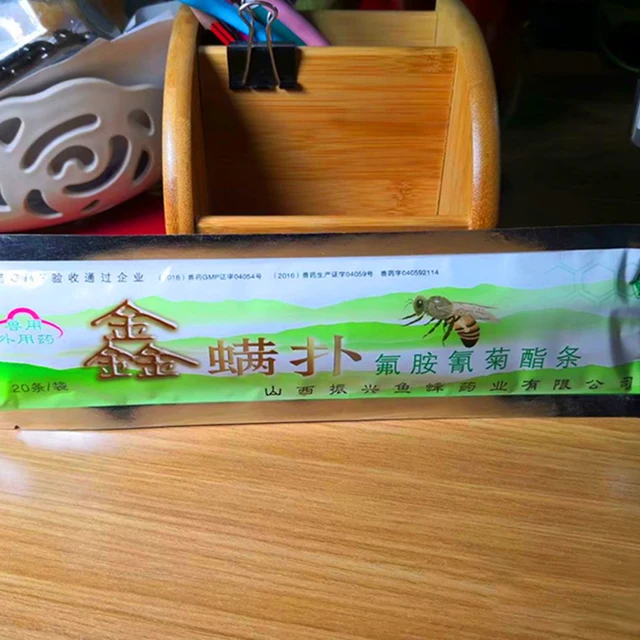 验收通过企业 (2016)兽药GMP证字04054号 (2016)兽药生产证字04059号 兽药字040592114
兽用
外用药
鑫螨扑 氟胺氰菊酯条
20条/袋
山西振兴鱼蜂药业有限公司